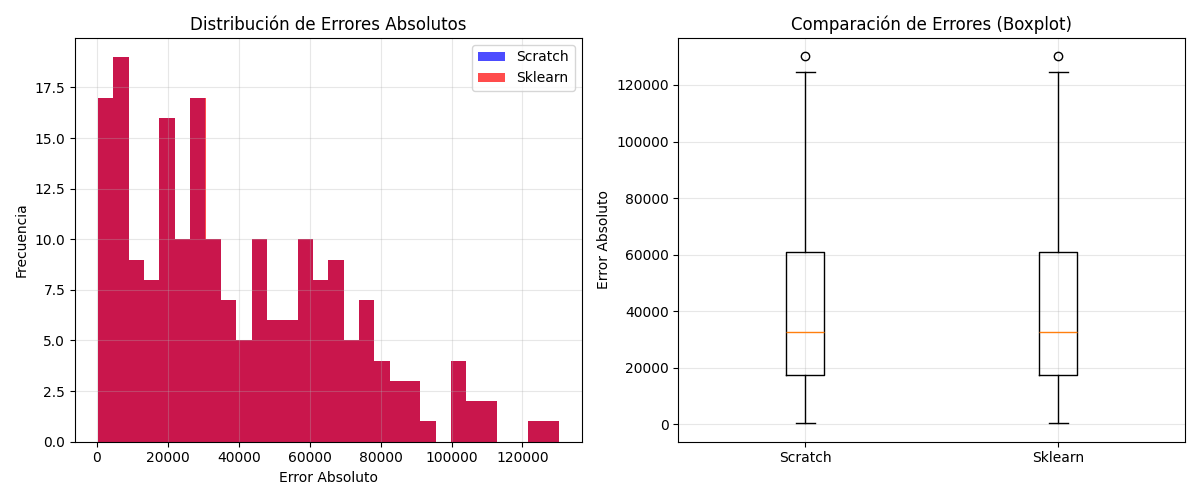 Distribución de Errores Absolutos
Scratch
Sklearn
17.5
15.0
12.5
10.0
7.5
5.0
2.5
0.0
Frecuencia
0 20000 40000 60000 80000 100000 120000
Error Absoluto
Comparación de Errores (Boxplot)
120000
100000
80000
60000
40000
20000
0
Error Absoluto
Scratch Sklearn